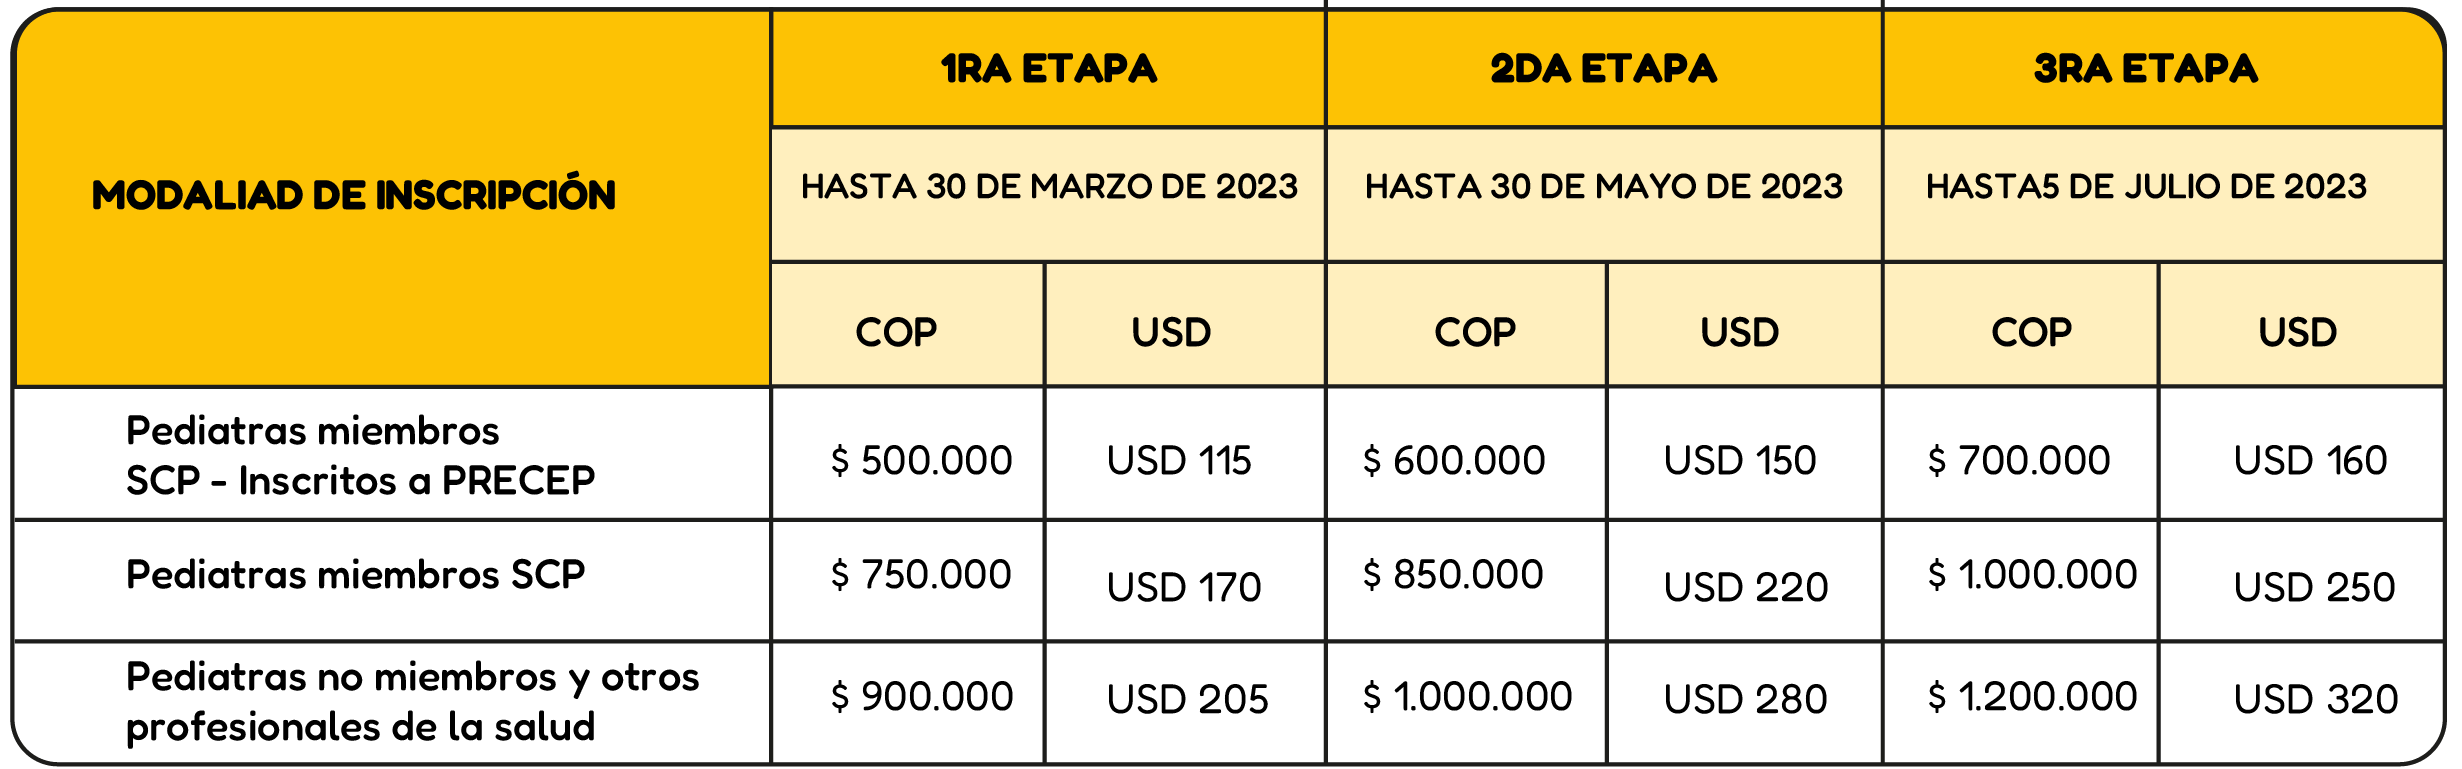 1RA ETAPA 2DA ETAPA 3RA ETAPA
MODALIAD DE INSCRIPCIÓN
HASTA 30 DE MARZO DE 2023 HASTA 30 DE MAYO DE 2023 HASTA5 DE JULIO DE 2023
COP USD COP USD COP USD
Pediatras miembros
SCP - Inscritos a PRECEP
$ 500.000 USD 115 $ 600.000 USD 150 $ 700.000 USD 160
Pediatras miembros SCP $ 750.000 USD 170 $ 850.000 USD 220 $ 1.000.000 USD 250
Pediatras no miembros y otros
profesionales de la salud
$ 900.000 USD 205 $ 1.000.000 USD 280 $ 1.200.000 USD 320